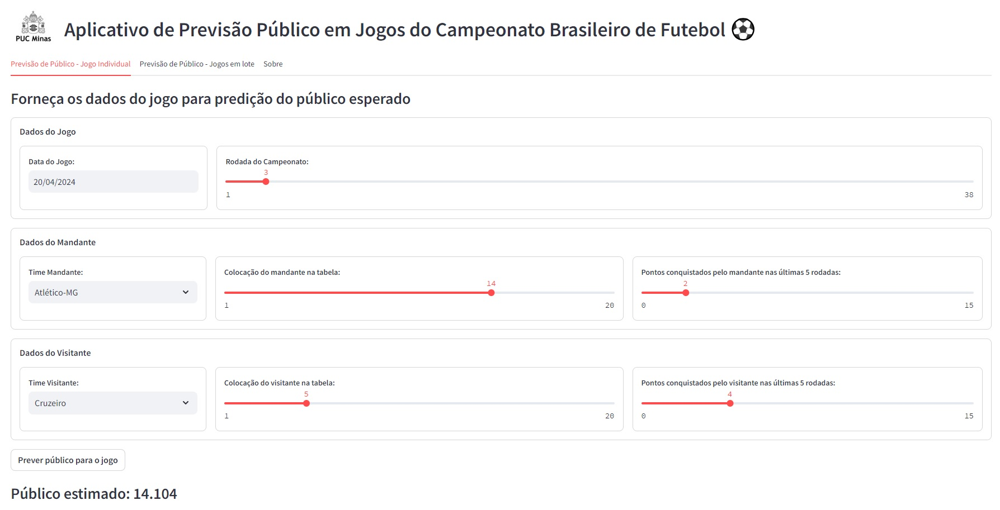 PUC Minas
Aplicativo de Previsão Público em Jogos do Campeonato Brasileiro de Futebol
Previsão de Público - Jogo Individual
Previsão de Público - Jogos em lote
Sobre
Forneça os dados do jogo para predição do público esperado
Dados do Jogo
Data do Jogo:
20/04/2024
Rodada do Campeonato:
3
1
38
Dados do Mandante
Time Mandante:
Atlético-MG
Colocação do mandante na tabela:
14
1
20
Pontos conquistados pelo mandante nas últimas 5 rodadas:
2
0
15
Dados do Visitante
Time Visitante:
Cruzeiro
Colocação do visitante na tabela:
5
1
20
Pontos conquistados pelo visitante nas últimas 5 rodadas:
4
0
15
Prever público para o jogo
Público estimado: 14.104